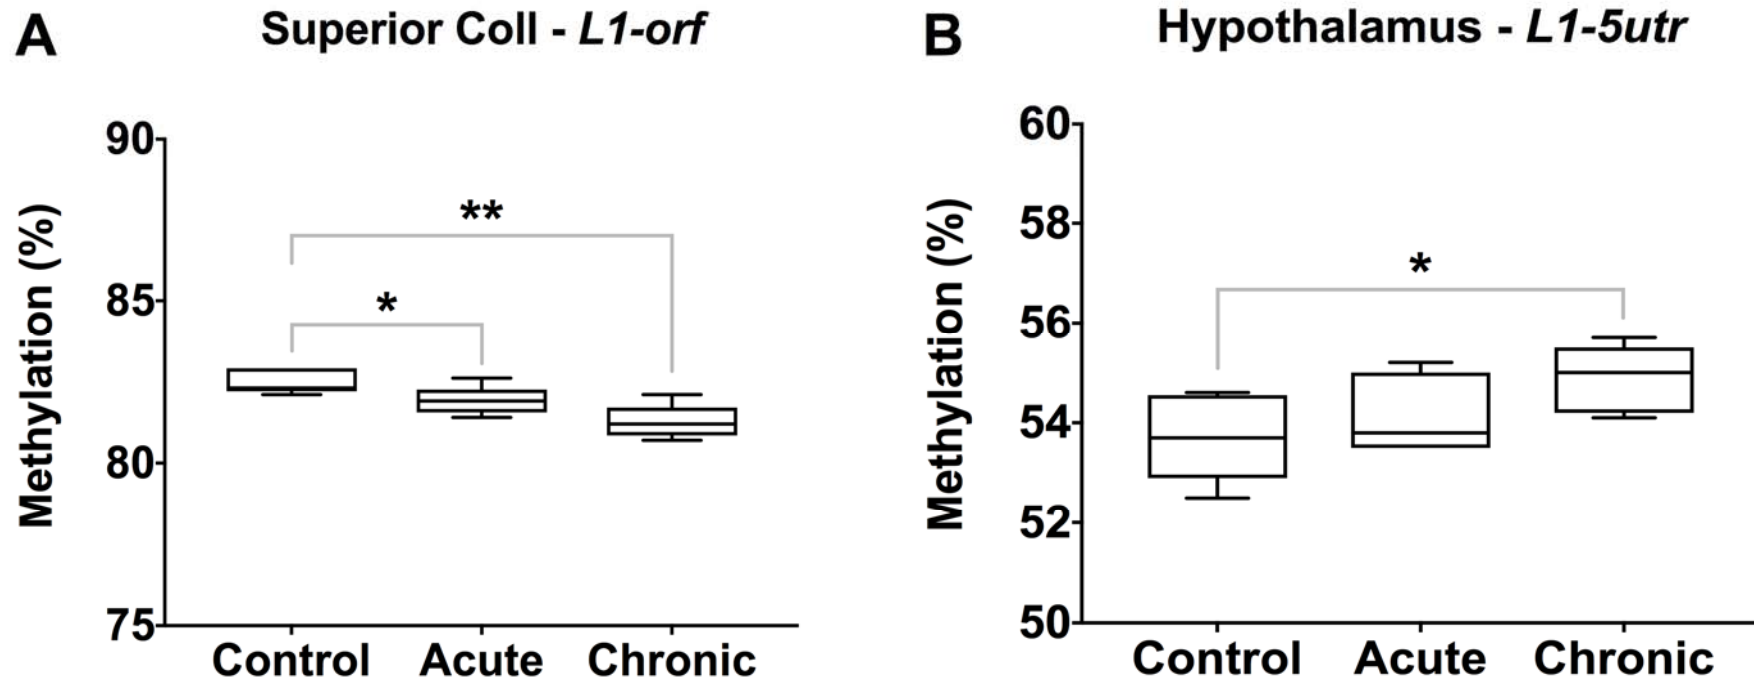 A
Superior Coll - L1-orf
Methylation (%)
90
85
80
75
**
*
Control Acute Chronic
B
Hypothalamus - L1-5utr
Methylation (%)
60
58
56
54
52
50
*
Control Acute Chronic